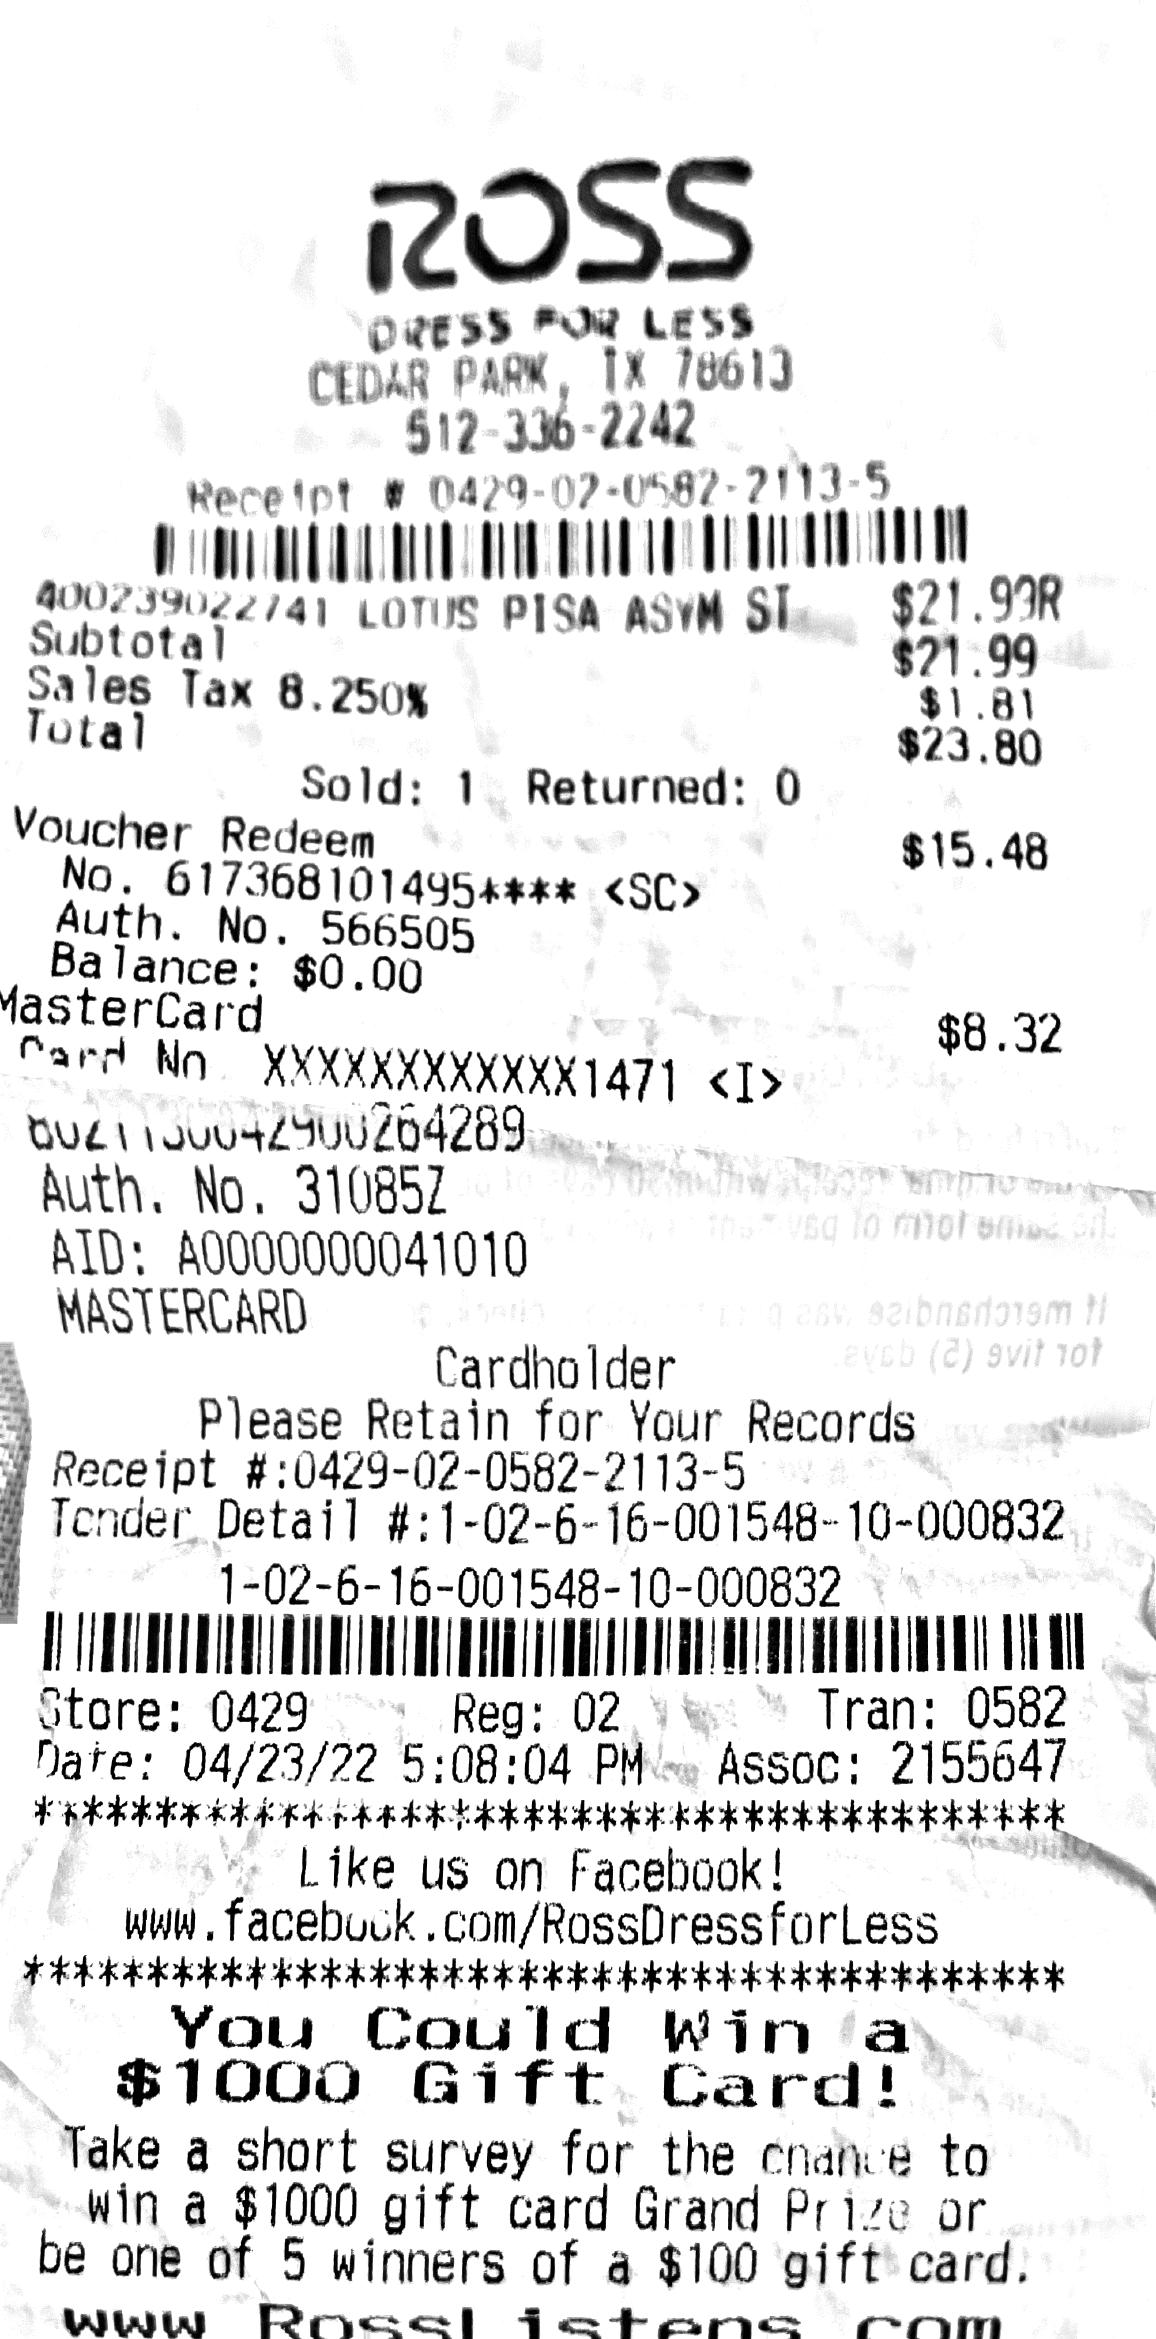 ROSS
DRESS FOR LESS
CEDAR PARK, TX 78613
512-336-2242
Receipt # 0429-02-0582-2113-5
400239022741 LOTUS PISA ASYM ST $21.99R
Subtotal $21.99
Sales Tax 8.250% $1.81
Total $23.80
Sold: 1 Returned: 0
Voucher Redeem $15.48
No. 617368101495**** <SC>
Auth. No. 566505
Balance: $0.00
MasterCard $8.32
Card No XXXXXXXXXXXX1471 <I>
Auth. No. 31085Z
AID: A0000000041010
MASTERCARD
Cardholder
Please Retain for Your Records
Receipt #:0429-02-0582-2113-5
Tender Detail #:1-02-6-16-001548-10-000832
1-02-6-16-001548-10-000832
Store: 0429 Reg: 02 Tran: 0582
Date: 04/23/22 5:08:04 PM Assoc: 2155647
******************************************
Like us on Facebook!
www.facebook.com/RossDressforLess
******************************************
You Could Win a
$1000 Gift Card!
Take a short survey for the chance to
win a $1000 gift card Grand Prize or
be one of 5 winners of a $100 gift card.
www RossListens com